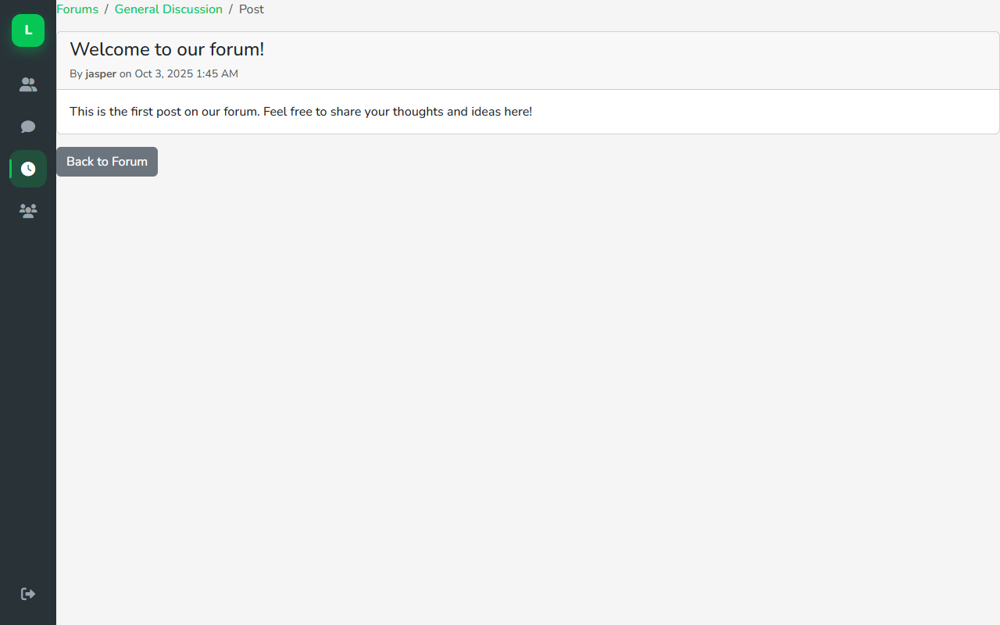 L
Forums / General Discussion / Post
Welcome to our forum!
By jasper on Oct 3, 2025 1:45 AM
This is the first post on our forum. Feel free to share your thoughts and ideas here!
Back to Forum